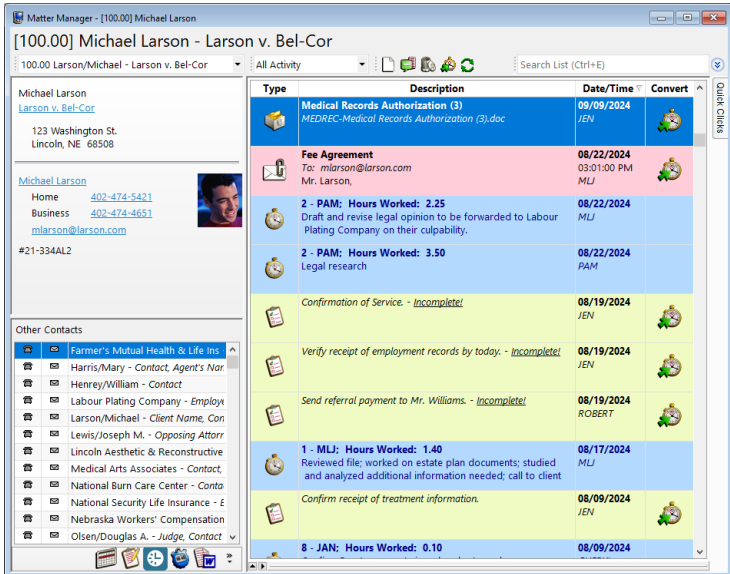 Matter Manager - [100.00] Michael Larson
[100.00] Michael Larson - Larson v. Bel-Cor
100.00 Larson/Michael - Larson v. Bel-Cor
All Activity
Search List (Ctrl+E)
Michael Larson
Larson v. Bel-Cor
123 Washington St.
Lincoln, NE 68508
Michael Larson
Home 402-474-5421
Business 402-474-4651
mlarson@larson.com
#21-334AL2
Other Contacts
Farmer's Mutual Health & Life Ins
Harris/Mary - Contact, Agent's Nar
Henrey/William - Contact
Labour Plating Company - Employe
Larson/Michael - Client Name, Con
Lewis/Joseph M. - Opposing Attorr
Lincoln Aesthetic & Reconstructive
Medical Arts Associates - Contact,
National Burn Care Center - Conta
National Security Life Insurance - E
Nebraska Workers' Compensation
Olsen/Douglas A. - Judge, Contact
Type Description Date/Time Convert
Medical Records Authorization (3) 09/09/2024
MEDREC-Medical Records Authorization (3).doc JEN
Fee Agreement 08/22/2024
To: mlarson@larson.com 03:01:00 PM
Mr. Larson, MLJ
2 - PAM; Hours Worked: 2.25 08/22/2024
Draft and revise legal opinion to be forwarded to Labour MLJ
Plating Company on their culpability.
2 - PAM; Hours Worked: 3.50 08/22/2024
Legal research PAM
Confirmation of Service. - Incomplete! 08/19/2024
JEN
Verify receipt of employment records by today. - Incomplete! 08/19/2024
JEN
Send referral payment to Mr. Williams. - Incomplete! 08/19/2024
ROBERT
1 - MLJ; Hours Worked: 1.40 08/17/2024
Reviewed file; worked on estate plan documents; studied MLJ
and analyzed additional information needed; call to client
Confirm receipt of treatment information. 08/09/2024
JEN
8 - JAN; Hours Worked: 0.10 08/09/2024
Quick Clicks